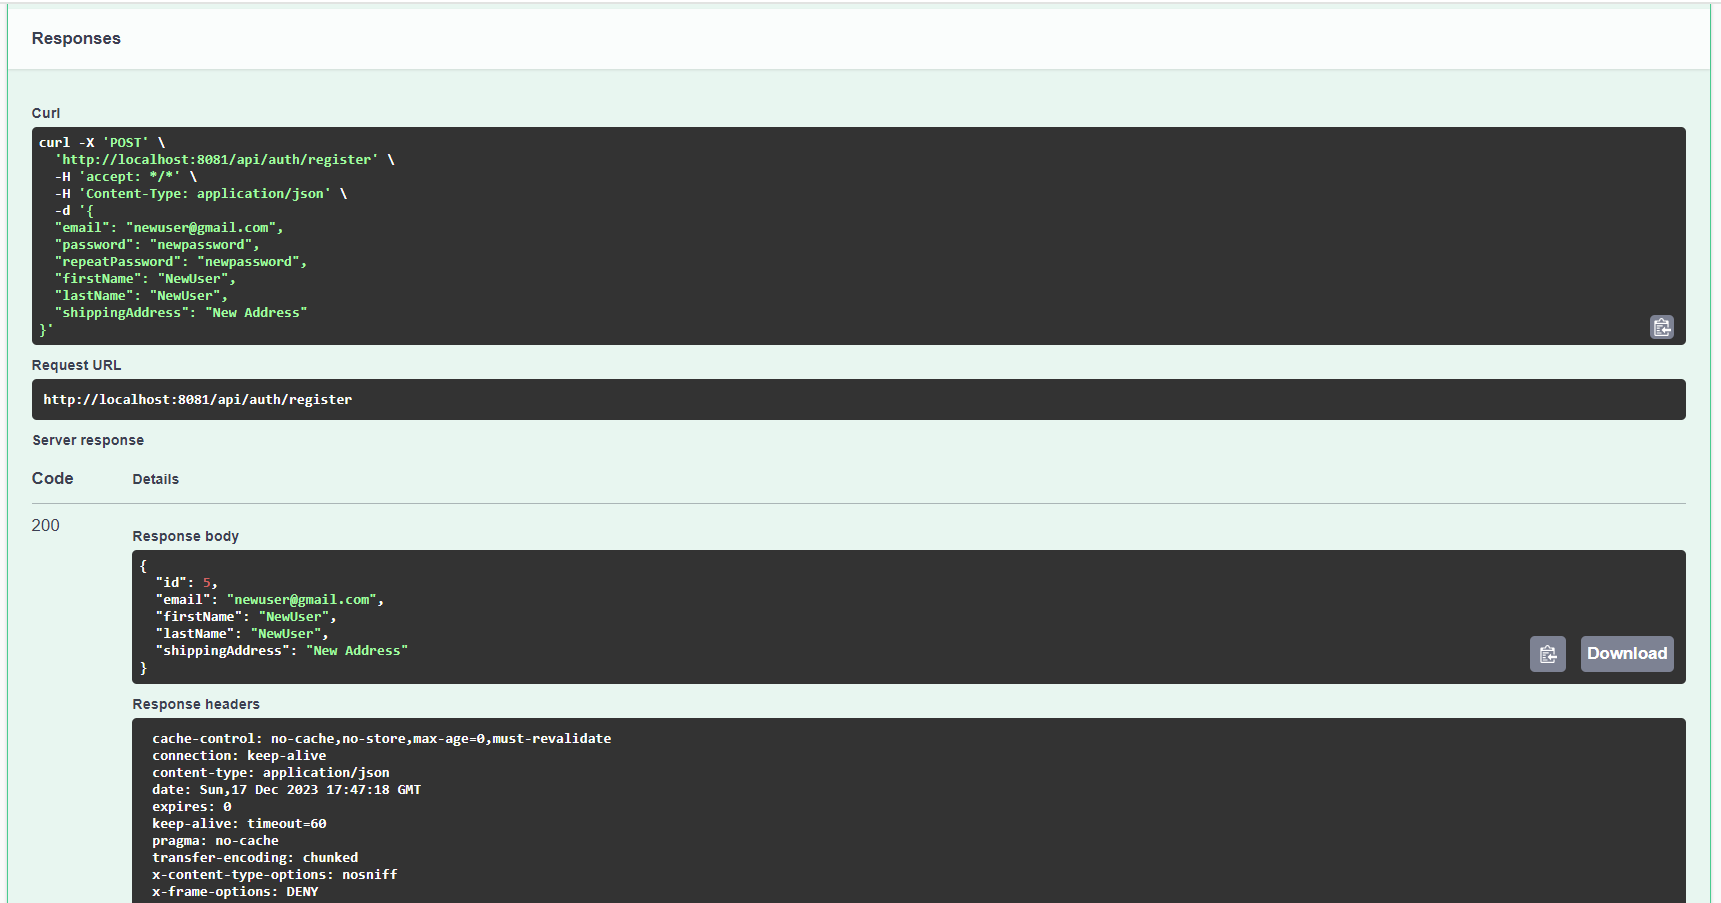 Responses
Curl
curl -X 'POST' \
  'http://localhost:8081/api/auth/register' \
  -H 'accept: */*' \
  -H 'Content-Type: application/json' \
  -d '{
  "email": "newuser@gmail.com",
  "password": "newpassword",
  "repeatPassword": "newpassword",
  "firstName": "NewUser",
  "lastName": "NewUser",
  "shippingAddress": "New Address"
}'
Request URL
http://localhost:8081/api/auth/register
Server response
Code Details
200
Response body
{
  "id": 5,
  "email": "newuser@gmail.com",
  "firstName": "NewUser",
  "lastName": "NewUser",
  "shippingAddress": "New Address"
}
Download
Response headers
cache-control: no-cache,no-store,max-age=0,must-revalidate
connection: keep-alive
content-type: application/json
date: Sun,17 Dec 2023 17:47:18 GMT
expires: 0
keep-alive: timeout=60
pragma: no-cache
transfer-encoding: chunked
x-content-type-options: nosniff
x-frame-options: DENY